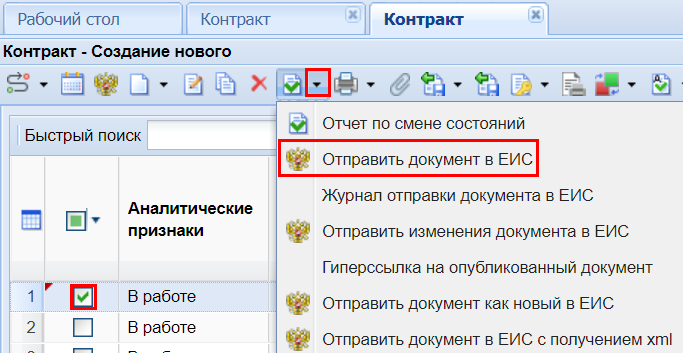 Рабочий стол
Контракт
Контракт
Контракт - Создание нового
Отчет по смене состояний
Быстрый поиск
Отправить документ в ЕИС
Журнал отправки документа в ЕИС
Аналитические
признаки
Отправить изменения документа в ЕИС
Гиперссылка на опубликованный документ
1 В работе
Отправить документ как новый в ЕИС
2 В работе
Отправить документ в ЕИС с получением xml